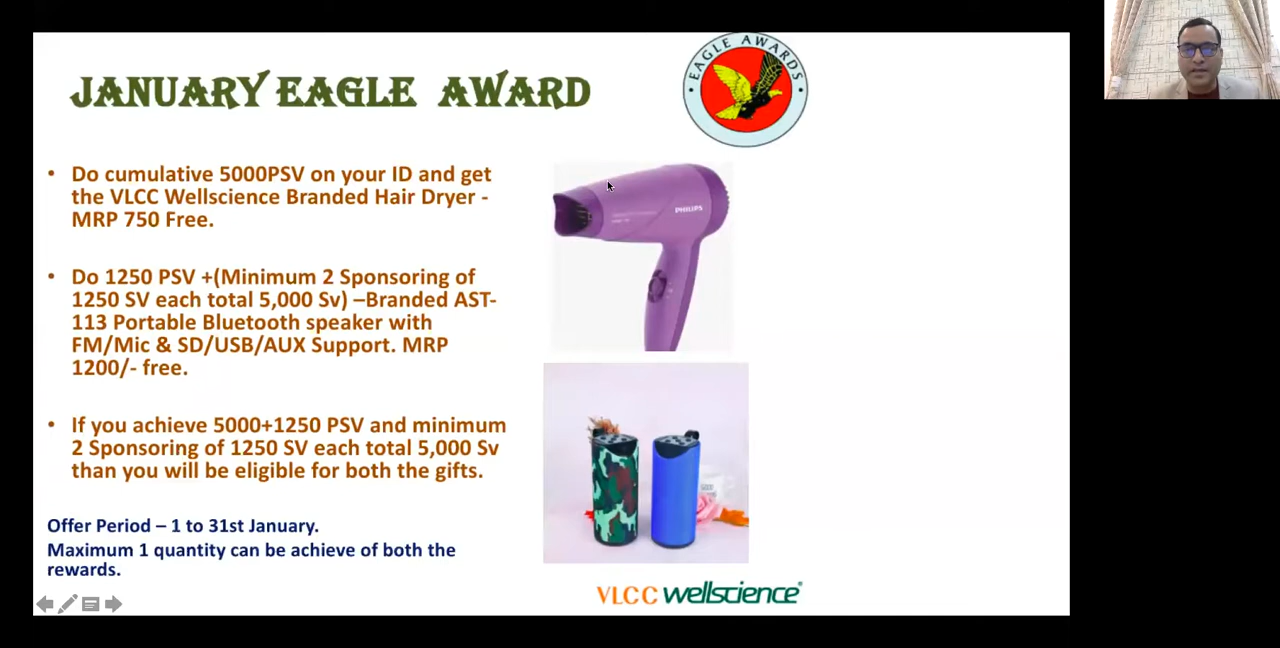 JANUARY EAGLE AWARD
EAGLE AWARDS
• Do cumulative 5000PSV on your ID and get
the VLCC Wellscience Branded Hair Dryer -
MRP 750 Free.
PHILIPS
• Do 1250 PSV +(Minimum 2 Sponsoring of
1250 SV each total 5,000 Sv) –Branded AST-
113 Portable Bluetooth speaker with
FM/Mic & SD/USB/AUX Support. MRP
1200/- free.
• If you achieve 5000+1250 PSV and minimum
2 Sponsoring of 1250 SV each total 5,000 Sv
than you will be eligible for both the gifts.
Offer Period – 1 to 31st January.
Maximum 1 quantity can be achieve of both the
rewards.
VLCC wellscience®